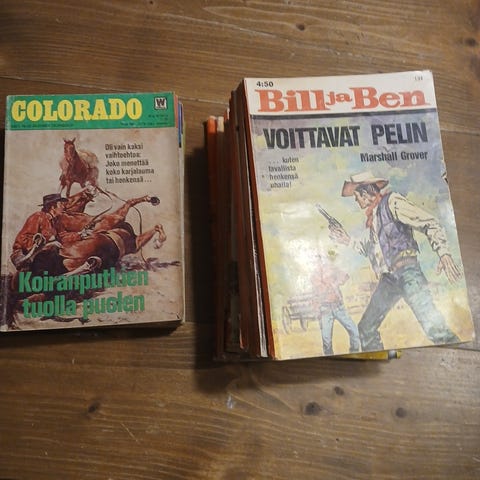 COLORADO
W
Oli vain kaksi
vaihtoehtoa:
Joko menettää
koko karjalauma
tai henkensä...
Koiranputkien
tuolla puolen
4:50
Bill ja Ben
VOITTAVAT PELIN
Marshall Grover
... kuten
tavallista
henkensä
uhalla!